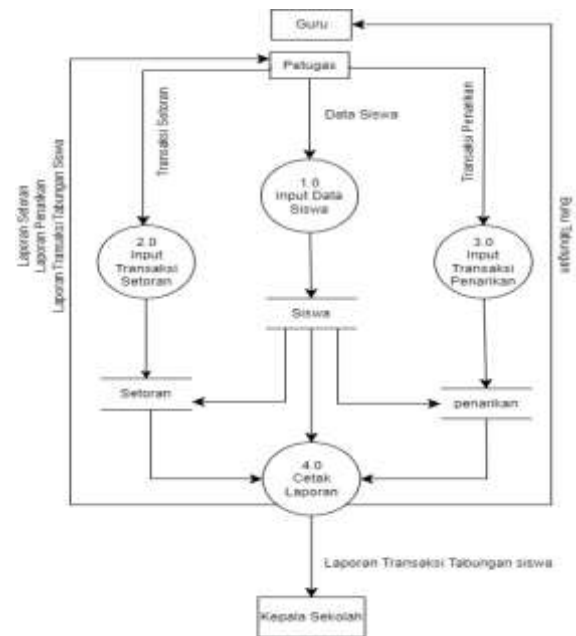 Guru
Petugas
Transaksi Setoran
Data Siswa
Transaksi Penarikan
Laporan Setoran
Laporan Penarikan
Laporan Transaksi Tabungan Siswa
Buku Tabungan
1.0
Input Data
Siswa
2.0
Input
Transaksi
Setoran
3.0
Input
Transaksi
Penarikan
Siswa
Setoran
penarikan
4.0
Cetak
Laporan
Laporan Transaksi Tabungan siswa
Kepala Sekolah